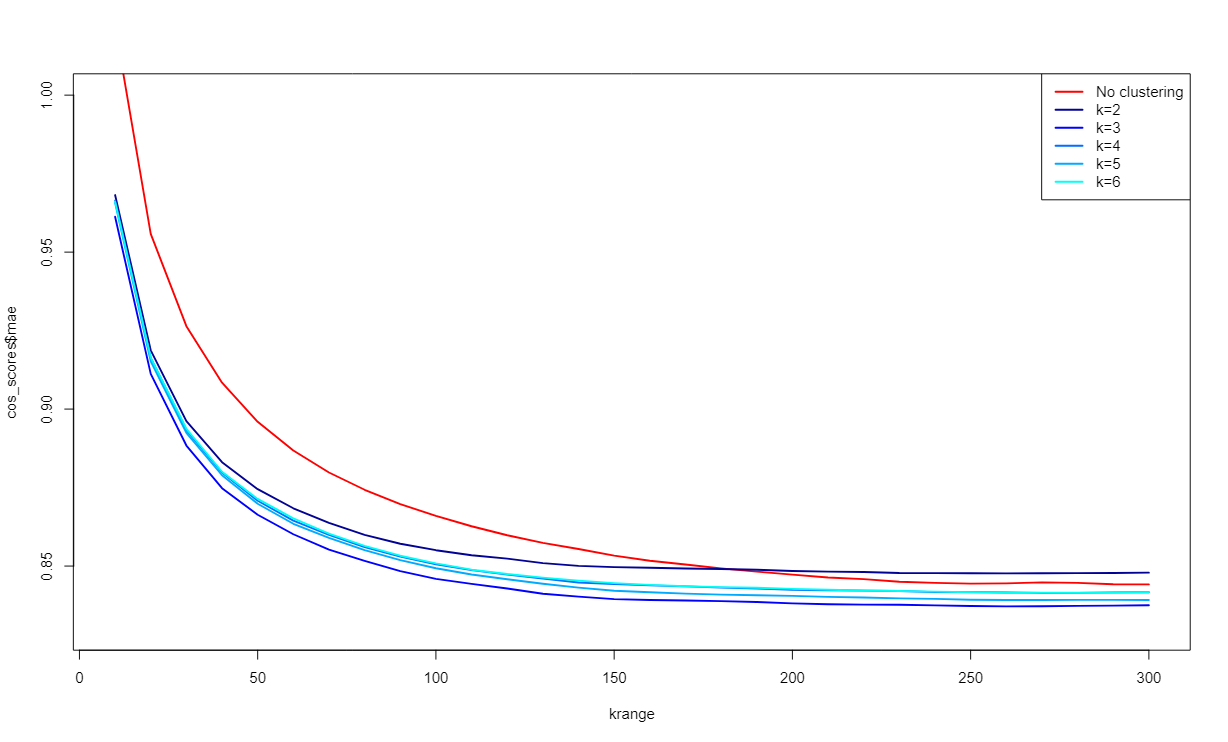 1.00
0.95
0.90
0.85
cos_scores$mae
0
50
100
150
200
250
300
krange
No clustering
k=2
k=3
k=4
k=5
k=6